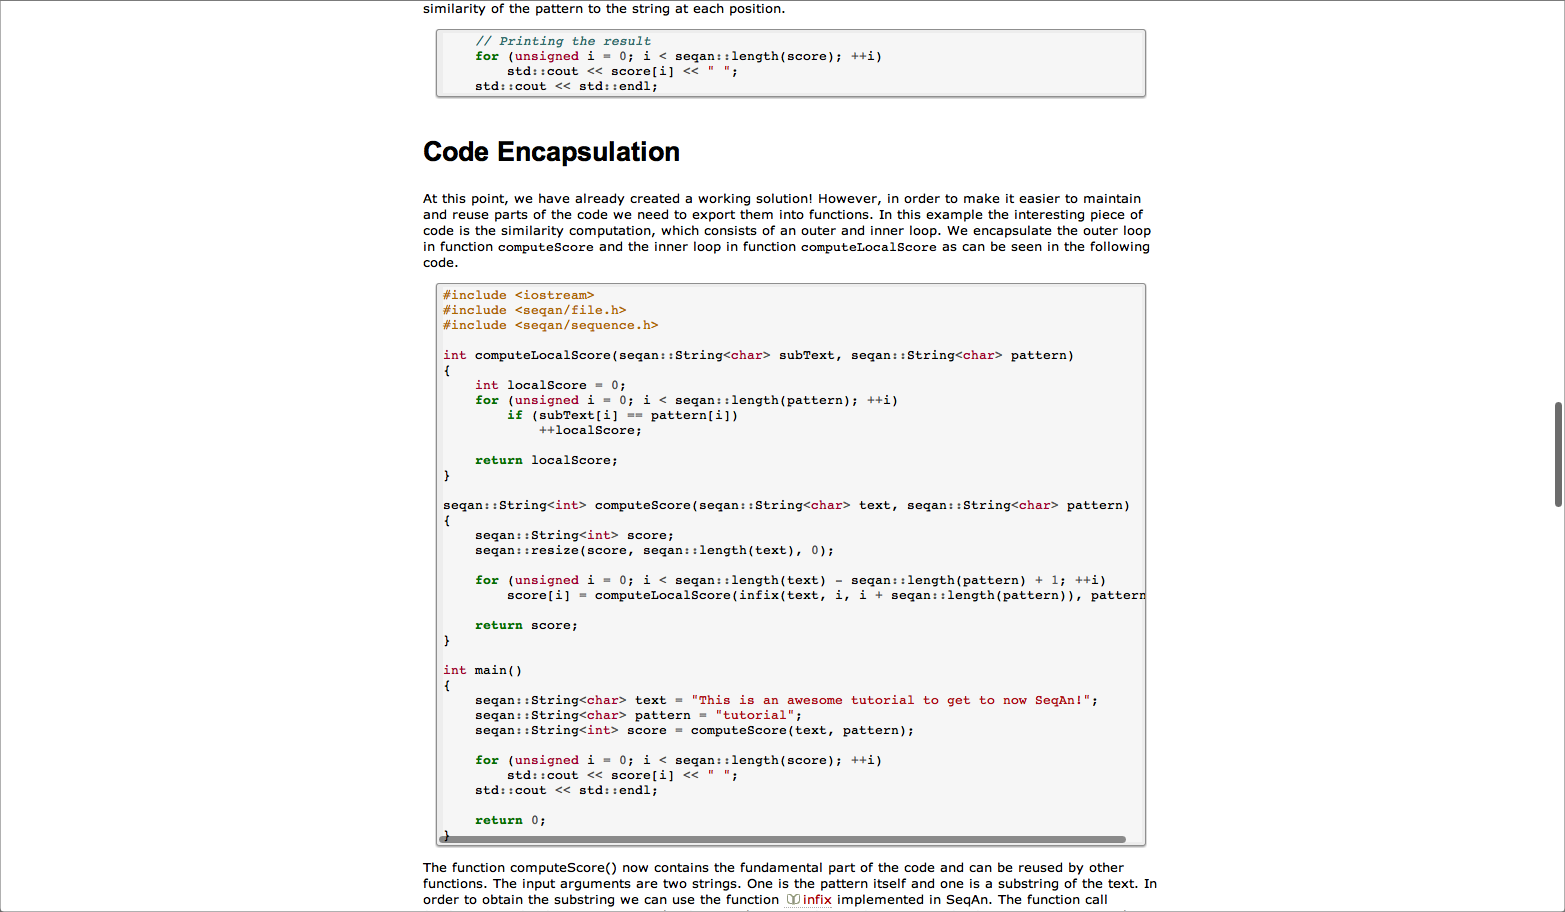 similarity of the pattern to the string at each position.
// Printing the result
for (unsigned i = 0; i < seqan::length(score); ++i)
std::cout << score[i] << " ";
std::cout << std::endl;
Code Encapsulation
At this point, we have already created a working solution! However, in order to make it easier to maintain
and reuse parts of the code we need to export them into functions. In this example the interesting piece of
code is the similarity computation, which consists of an outer and inner loop. We encapsulate the outer loop
in function computeScore and the inner loop in function computeLocalScore as can be seen in the following
code.
#include <iostream>
#include <seqan/file.h>
#include <seqan/sequence.h>
int computeLocalScore(seqan::String<char> subText, seqan::String<char> pattern)
{
int localScore = 0;
for (unsigned i = 0; i < seqan::length(pattern); ++i)
if (subText[i] == pattern[i])
++localScore;
return localScore;
}
seqan::String<int> computeScore(seqan::String<char> text, seqan::String<char> pattern)
{
seqan::String<int> score;
seqan::resize(score, seqan::length(text), 0);
for (unsigned i = 0; i < seqan::length(text) - seqan::length(pattern) + 1; ++i)
score[i] = computeLocalScore(infix(text, i, i + seqan::length(pattern)), pattern
return score;
}
int main()
{
seqan::String<char> text = "This is an awesome tutorial to get to now SeqAn!";
seqan::String<char> pattern = "tutorial";
seqan::String<int> score = computeScore(text, pattern);
for (unsigned i = 0; i < seqan::length(score); ++i)
std::cout << score[i] << " ";
std::cout << std::endl;
return 0;
}
The function computeScore() now contains the fundamental part of the code and can be reused by other
functions. The input arguments are two strings. One is the pattern itself and one is a substring of the text. In
order to obtain the substring we can use the function infix implemented in SeqAn. The function call